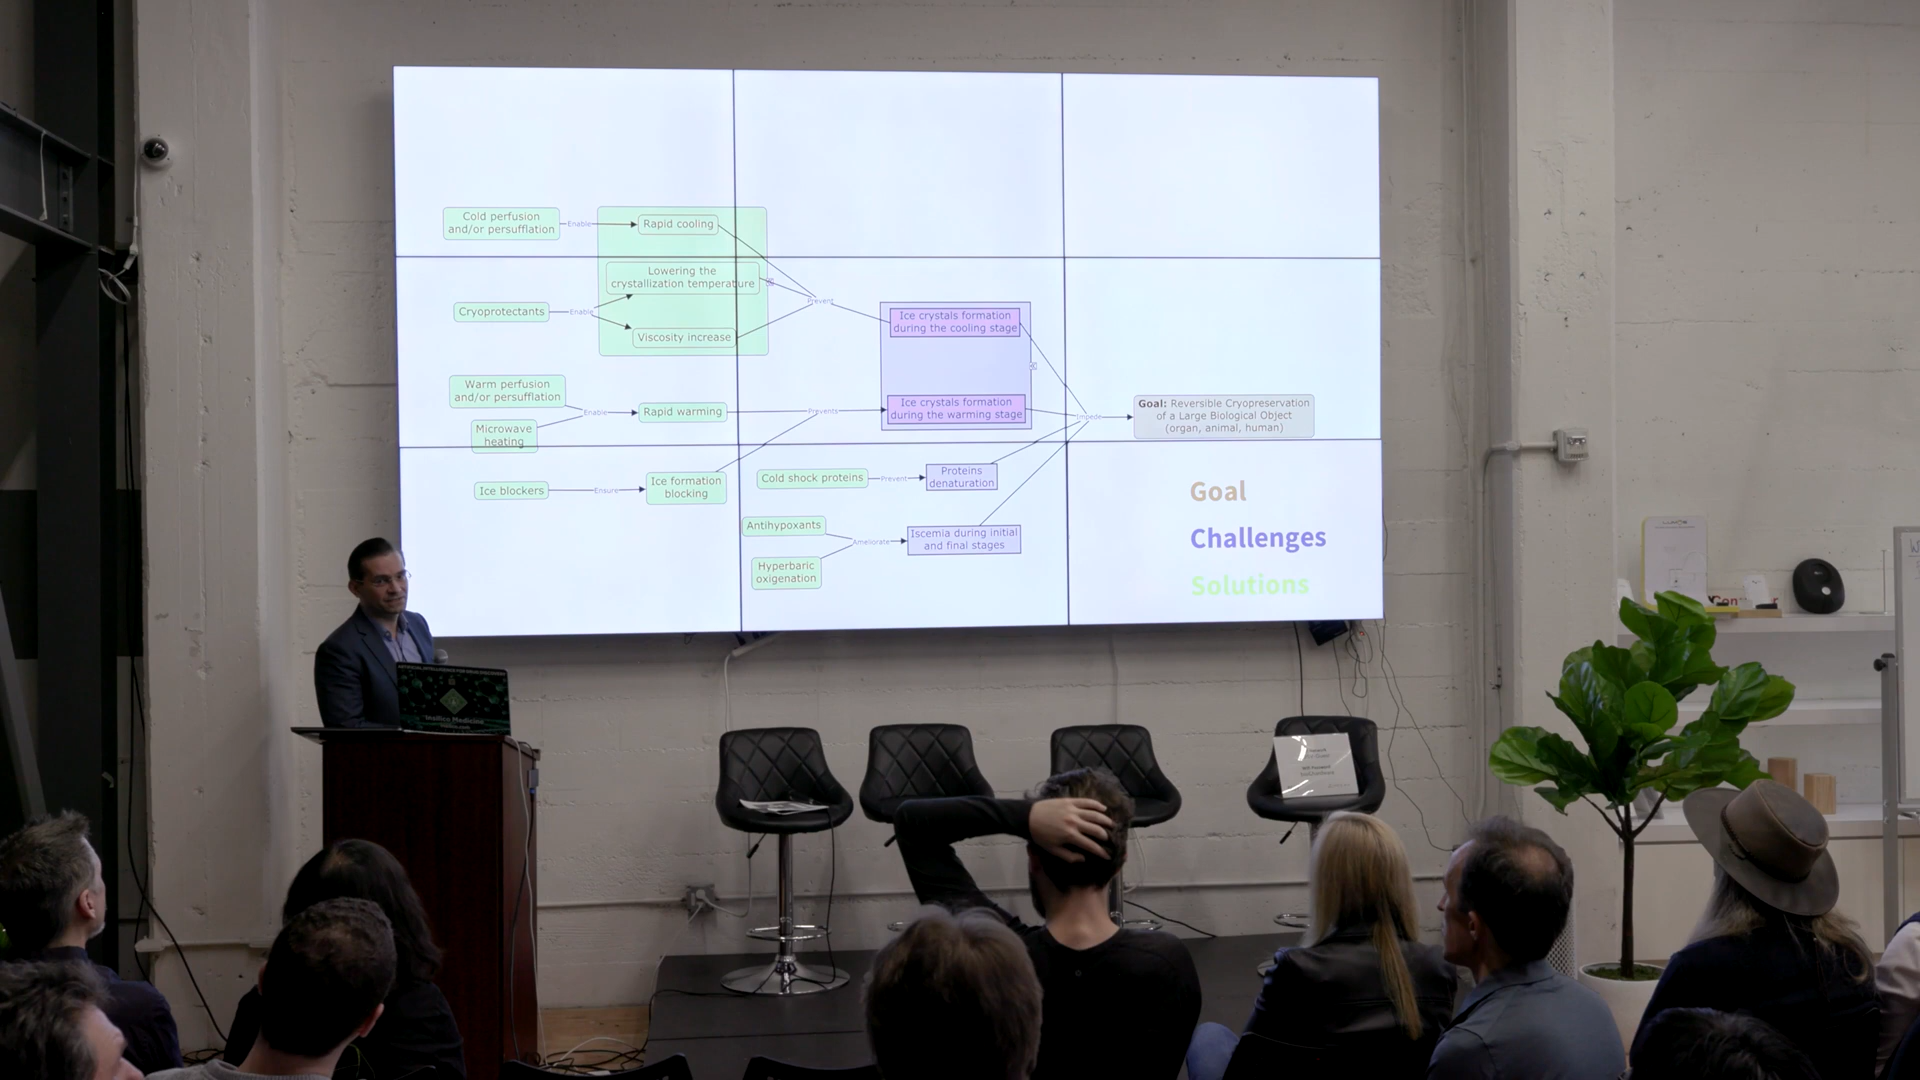 Cold perfusion
and/or persufflation
Enable
Rapid cooling
Lowering the
crystallization temperature
Cryoprotectants
Enable
Viscosity increase
Prevent
Ice crystals formation
during the cooling stage
Warm perfusion
and/or persufflation
Microwave
heating
Enable
Rapid warming
Prevents
Ice crystals formation
during the warming stage
Impede
Goal: Reversible Cryopreservation
of a Large Biological Object
(organ, animal, human)
Ice blockers
Ensure
Ice formation
blocking
Cold shock proteins
Prevent
Proteins
denaturation
Antihypoxants
Hyperbaric
oxigenation
Ameliorate
Iscemia during initial
and final stages
Goal
Challenges
Solutions
Insilico Medicine